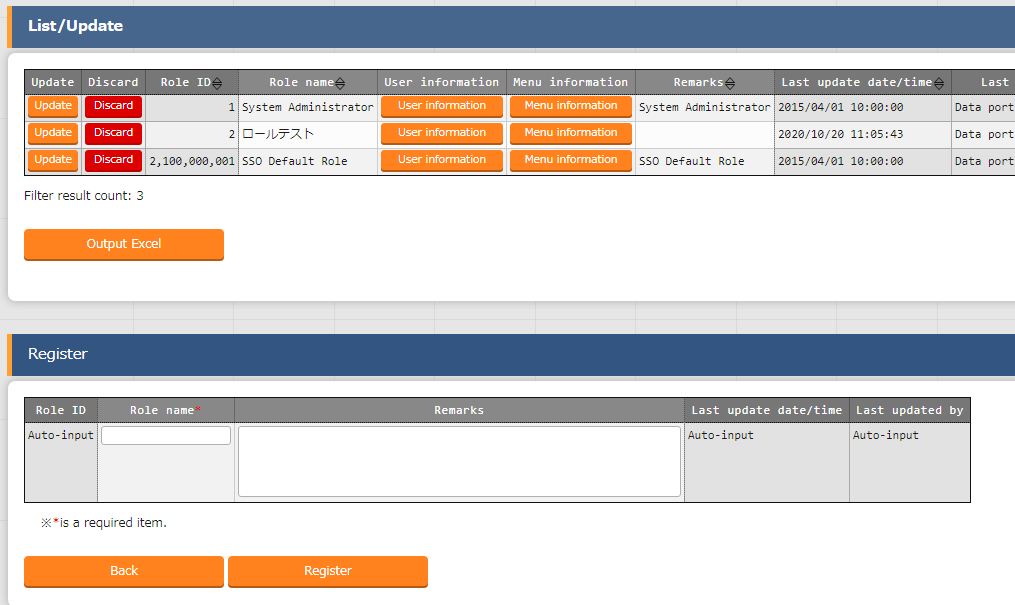 List/Update
Update Discard Role ID Role name User information Menu information Remarks Last update date/time Last
Update Discard 1 System Administrator User information Menu information System Administrator 2015/04/01 10:00:00 Data port
Update Discard 2 ロールテスト User information Menu information 2020/10/20 11:05:43 Data port
Update Discard 2,100,000,001 SSO Default Role User information Menu information SSO Default Role 2015/04/01 10:00:00 Data port
Filter result count: 3
Output Excel
Register
Role ID Role name* Remarks Last update date/time Last updated by
Auto-input Auto-input Auto-input
※*is a required item.
Back Register